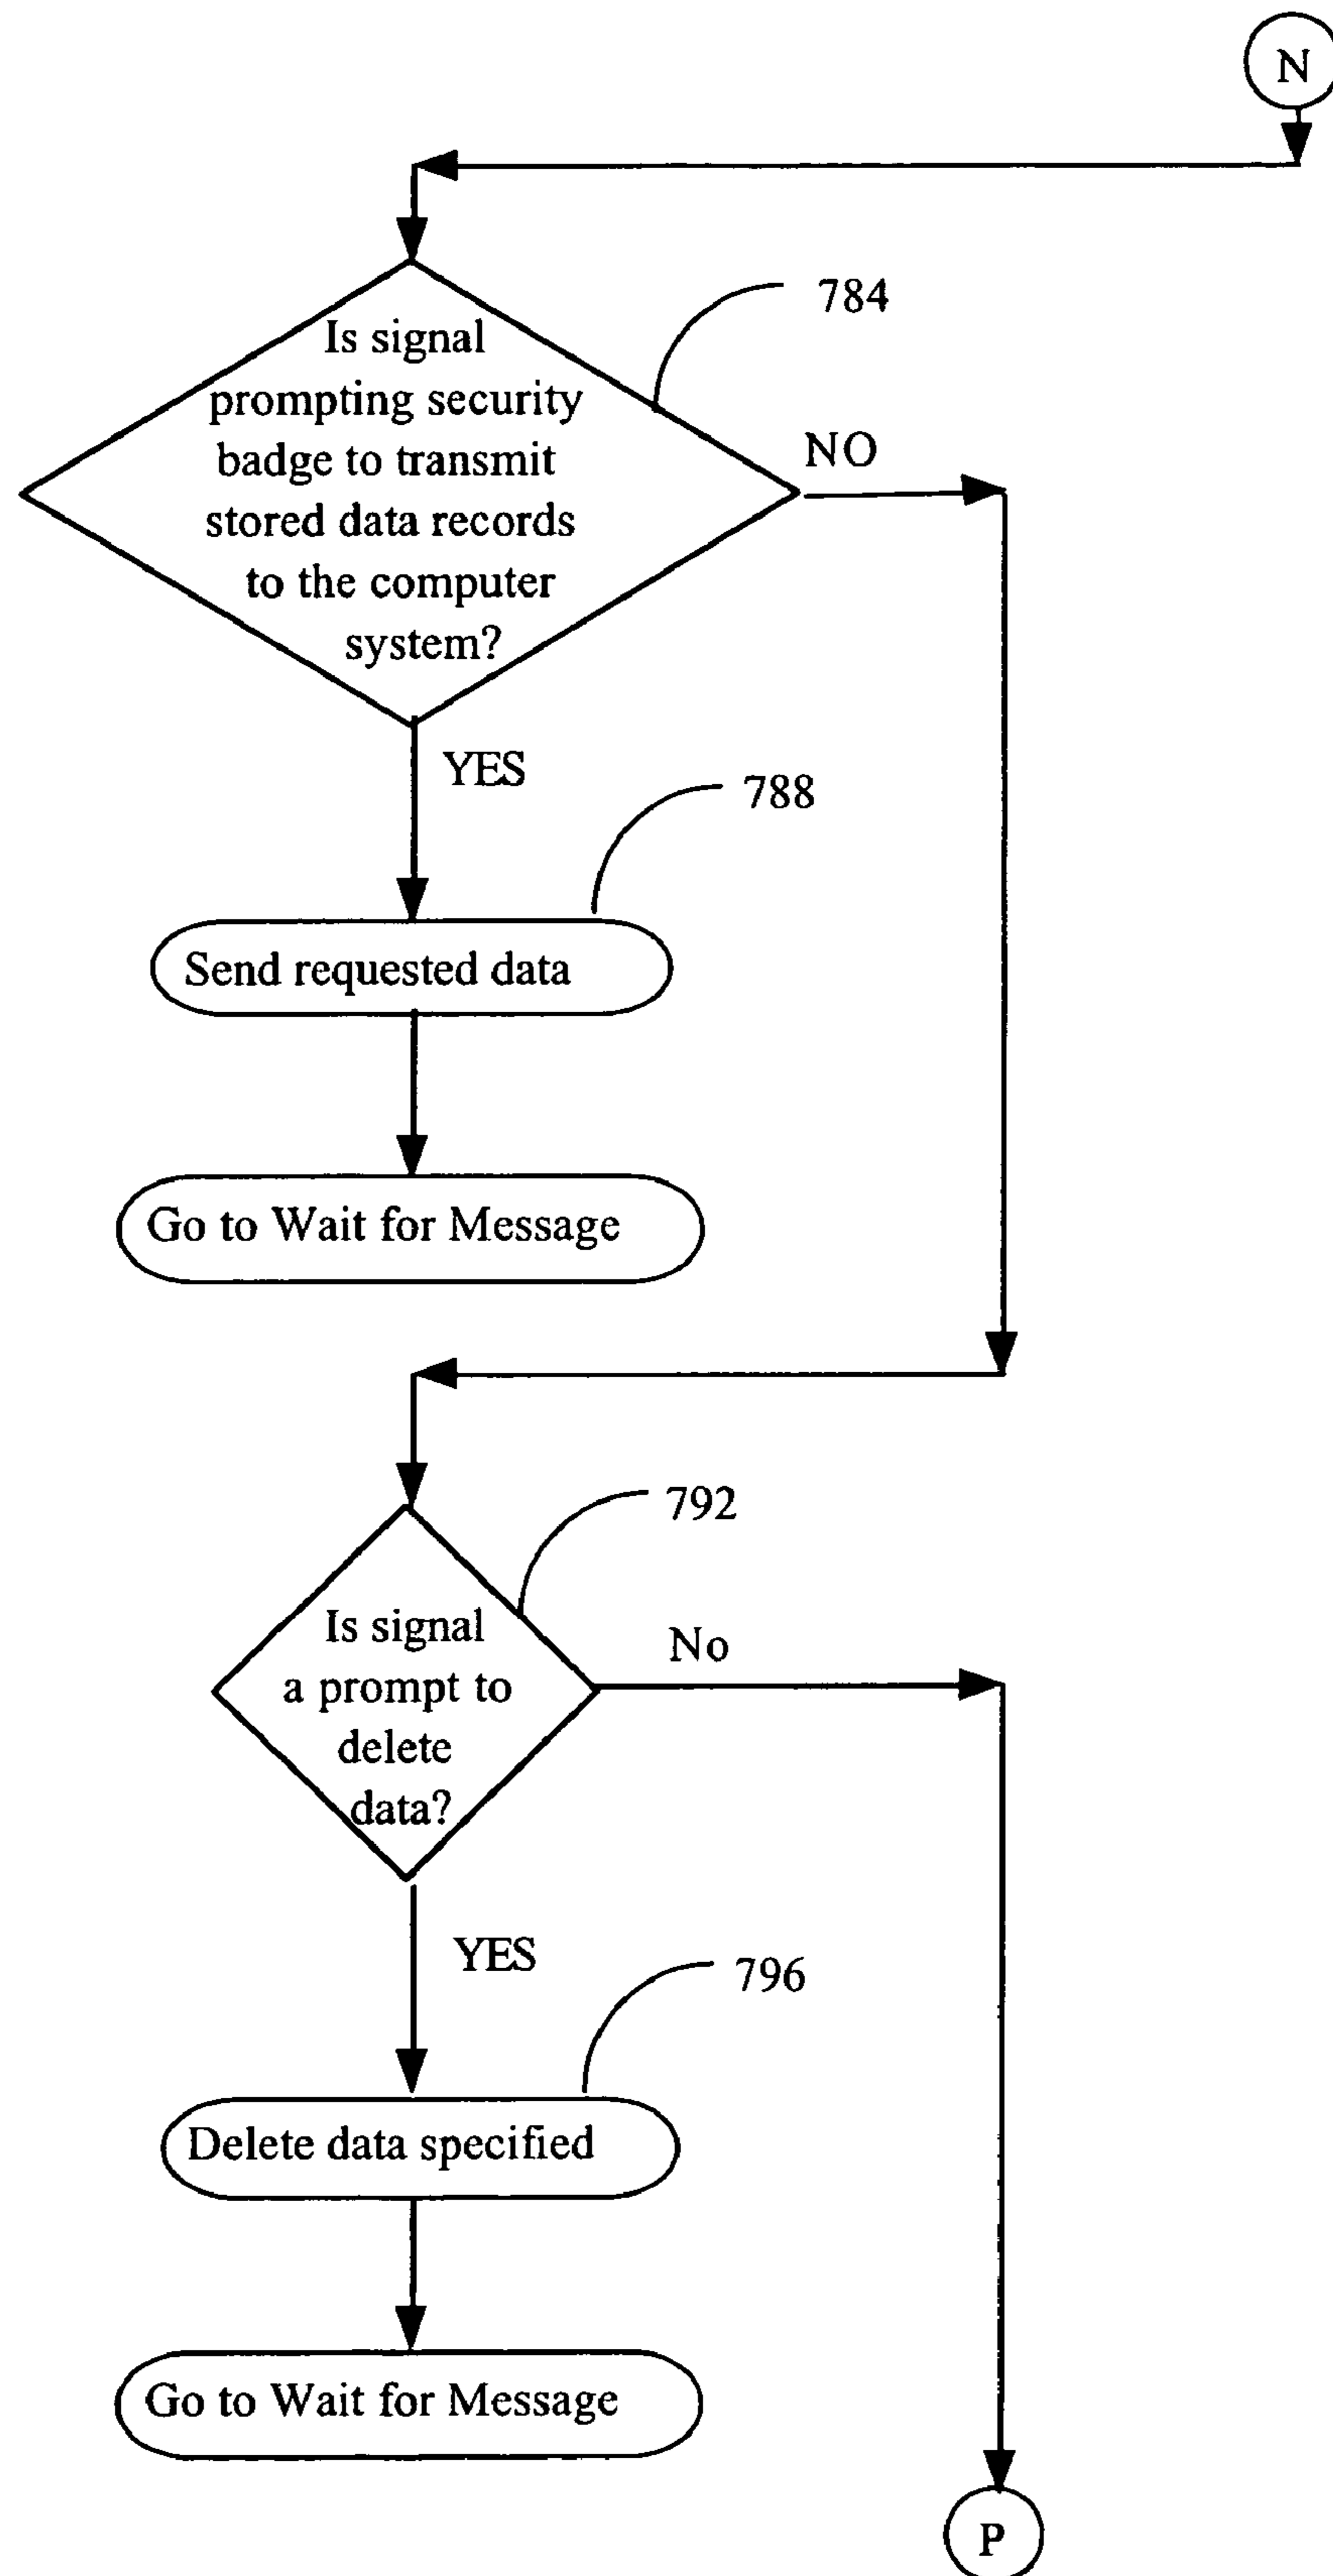 N
784
Is signal
prompting security
badge to transmit
stored data records
to the computer
system?
NO
YES
788
Send requested data
Go to Wait for Message
792
Is signal
a prompt to
delete
data?
No
YES
796
Delete data specified
Go to Wait for Message
P